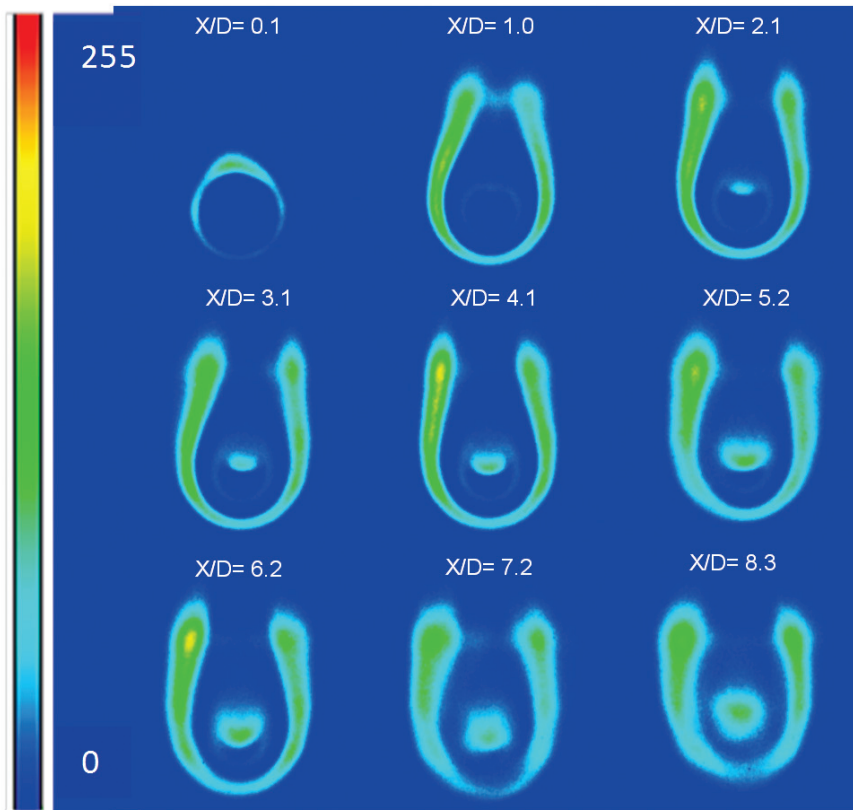 255
X/D= 0.1
X/D= 1.0
X/D= 2.1
X/D= 3.1
X/D= 4.1
X/D= 5.2
X/D= 6.2
X/D= 7.2
X/D= 8.3
0